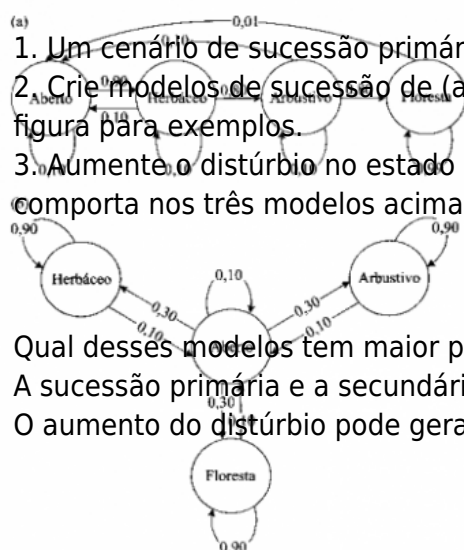 (a)
0,01
1. Um cenário de sucessão primár
2. Crie modelos de sucessão de (a
Aberto
Herbáceo
Arbustivo
Floresta
0,10
figura para exemplos.
3. Aumente o distúrbio no estado
comporta nos três modelos acima
0,90
0,90
Herbáceo
0,10
Arbustivo
0,30
0,30
0,10
0,10
Qual desses modelos tem maior p
A sucessão primária e a secundári
0,30
O aumento do distúrbio pode gera
Floresta
0,90